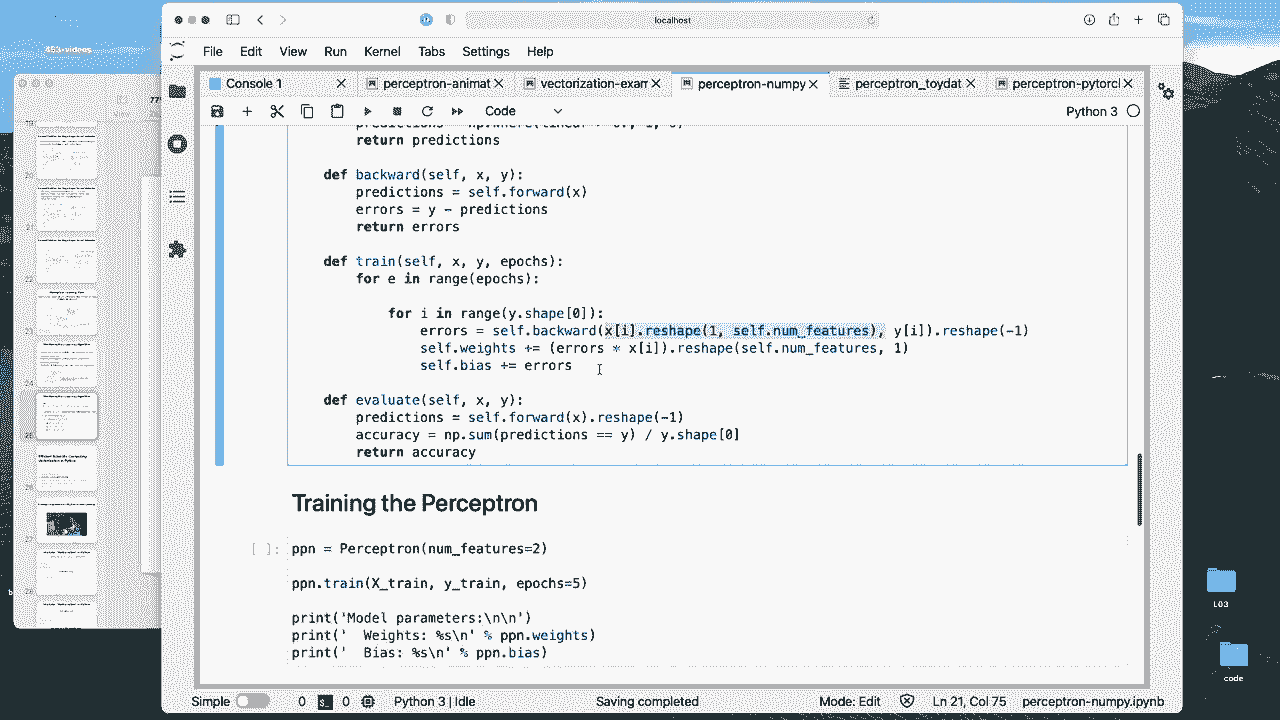 453-videos
localhost
File Edit View Run Kernel Tabs Settings Help
Console 1
perceptron-animat
vectorization-exam
perceptron-numpy
perceptron_toydat
perceptron-pytorcl
Code
Python 3
return predictions
def backward(self, x, y):
predictions = self.forward(x)
errors = y - predictions
return errors
def train(self, x, y, epochs):
for e in range(epochs):
for i in range(y.shape[0]):
errors = self.backward(x[i].reshape(1, self.num_features), y[i]).reshape(-1)
self.weights += (errors * x[i]).reshape(self.num_features, 1)
self.bias += errors
def evaluate(self, x, y):
predictions = self.forward(x).reshape(-1)
accuracy = np.sum(predictions == y) / y.shape[0]
return accuracy
Training the Perceptron
[ ]:
ppn = Perceptron(num_features=2)
ppn.train(X_train, y_train, epochs=5)
print('Model parameters:\n\n')
print('  Weights: %s\n' % ppn.weights)
print('  Bias: %s\n' % ppn.bias)
L03
code
Simple 0 0 Python 3 | Idle Saving completed Mode: Edit Ln 21, Col 75 perceptron-numpy.ipynb